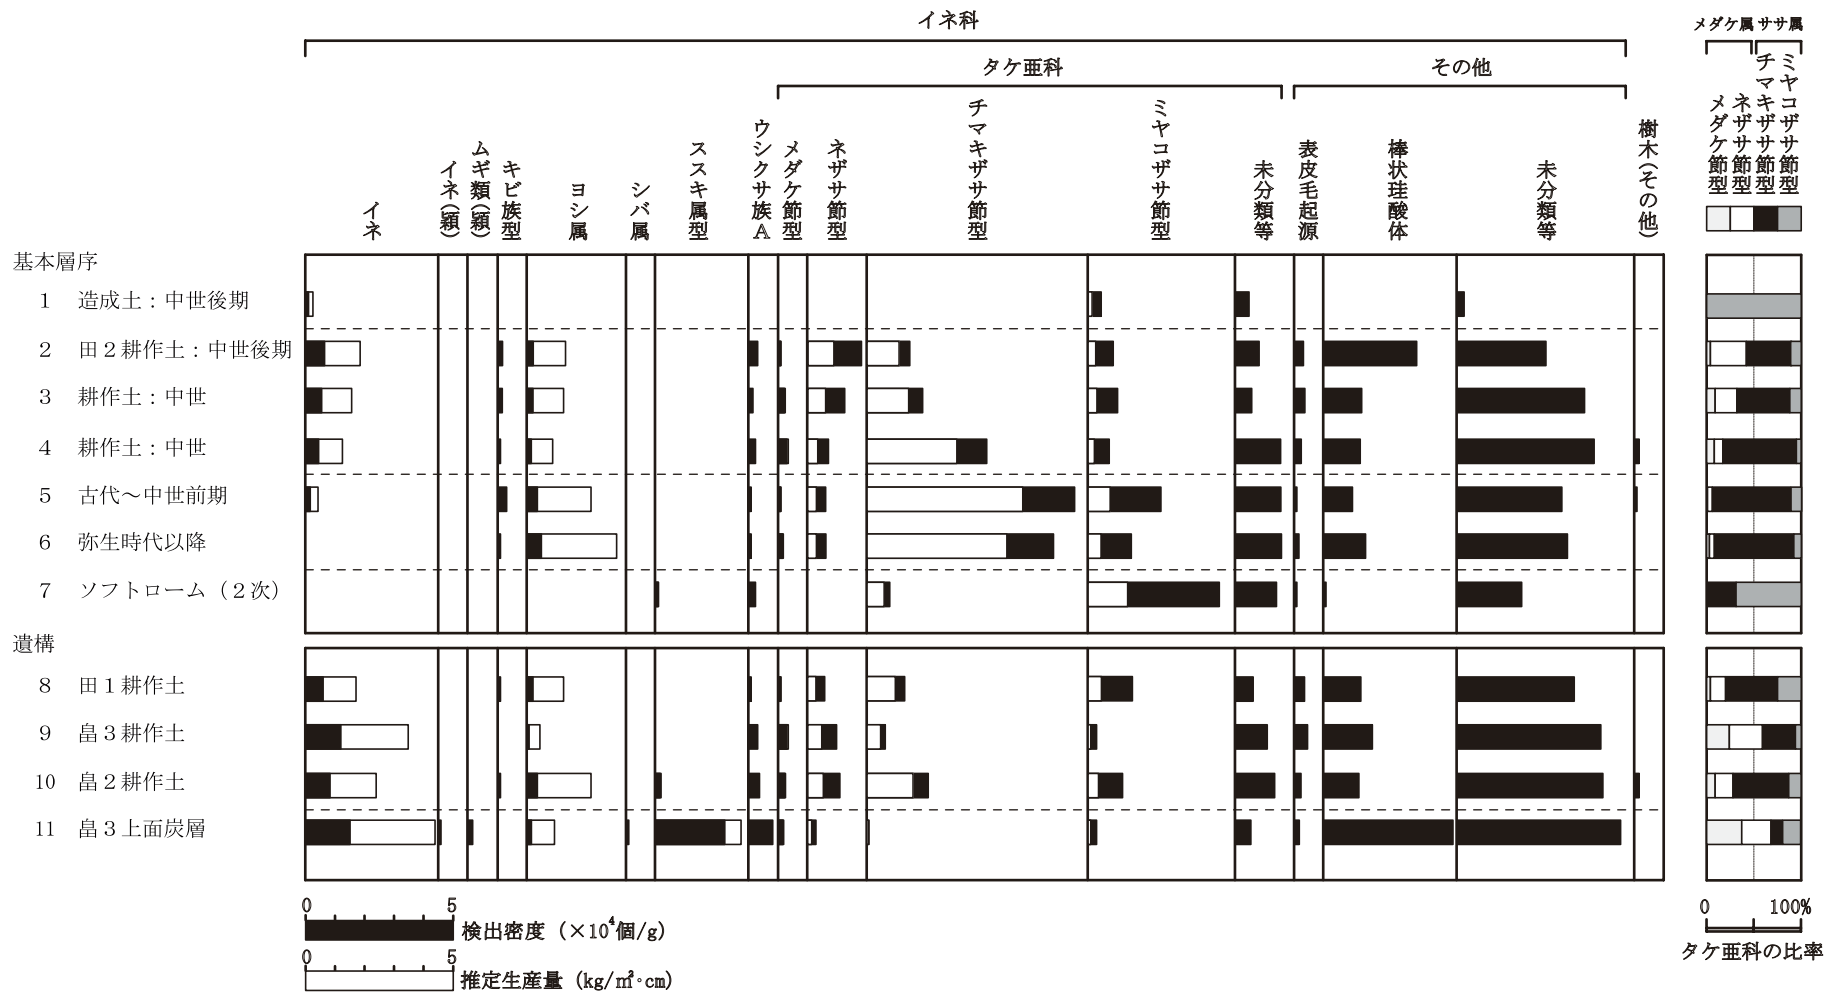 イネ科
メダケ属 ササ属
タケ亜科
その他
イネ
イネ(穎)
ムギ類(穎)
キビ族型
ヨシ属
シバ属
ススキ属型
ウシクサ族A
メダケ節型
ネザサ節型
チマキザサ節型
ミヤコザサ節型
未分類等
表皮毛起源
棒状珪酸体
未分類等
樹木(その他)
メダケ節型
ネザサ節型
チマキザサ節型
ミヤコザサ節型
基本層序
1 造成土:中世後期
2 田2耕作土:中世後期
3 耕作土:中世
4 耕作土:中世
5 古代~中世前期
6 弥生時代以降
7 ソフトローム(2次)
遺構
8 田1耕作土
9 畠3耕作土
10 畠2耕作土
11 畠3上面炭層
0 5
検出密度 (×10⁴個/g)
0 5
推定生産量 (kg/㎡・cm)
0 100%
タケ亜科の比率